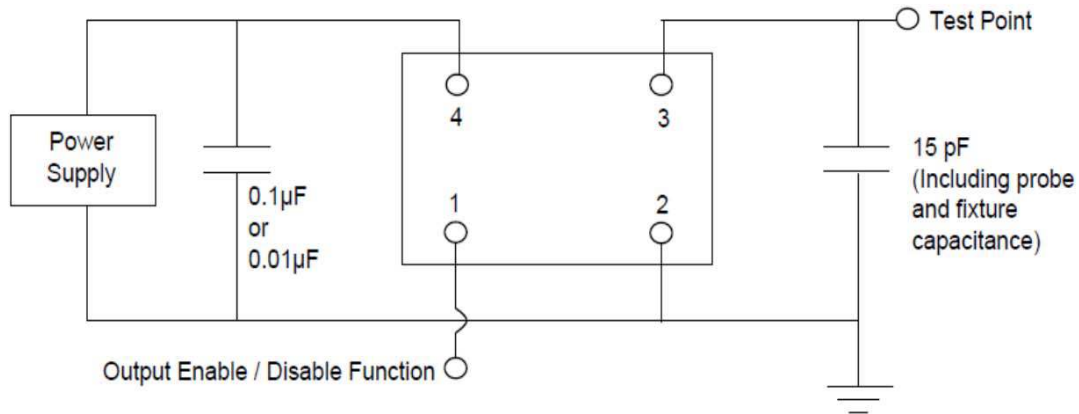 Test Point
4
3
Power
Supply
15 pF
(Including probe
and fixture
capacitance)
0.1µF
or
0.01µF
1
2
Output Enable / Disable Function